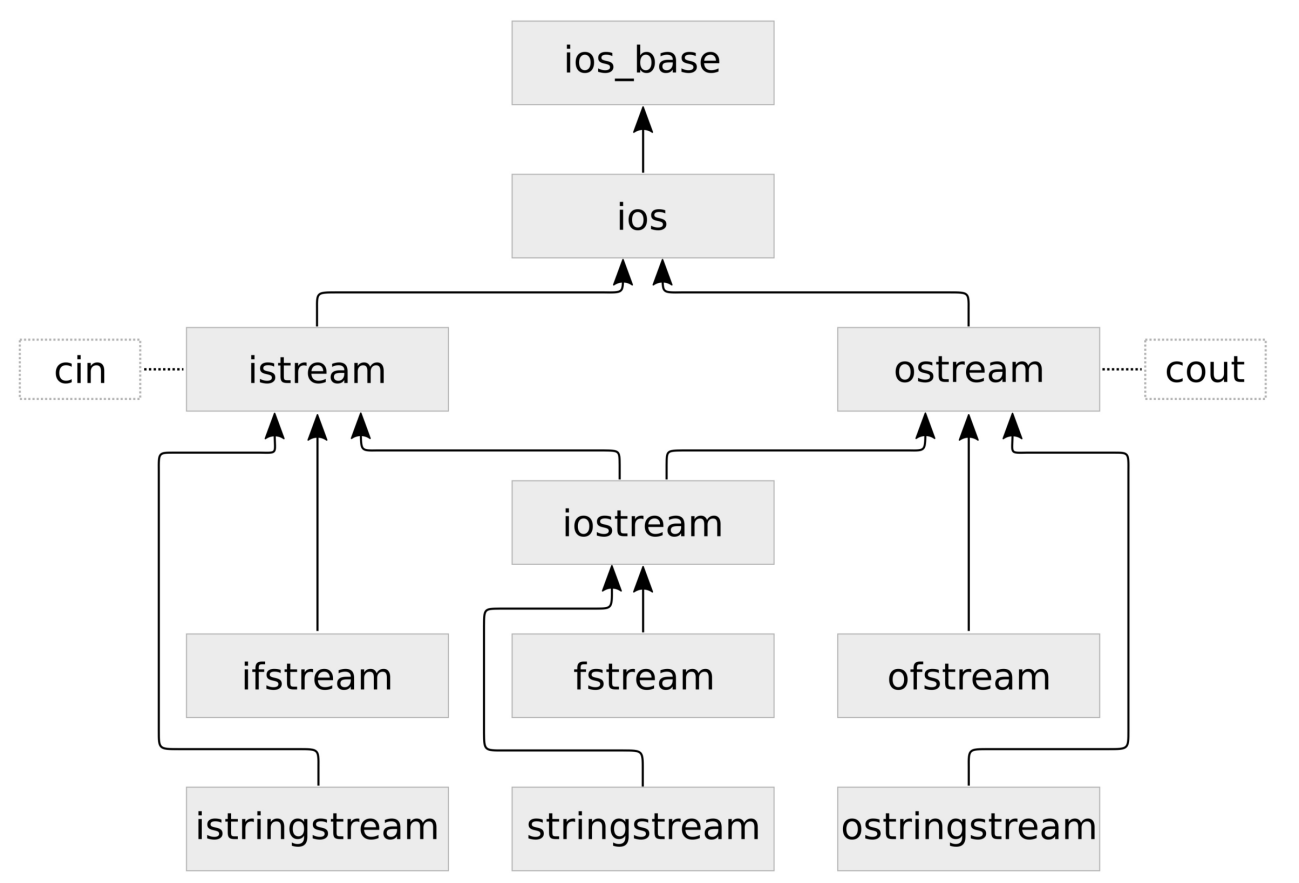 ios_base
ios
cin
istream
ostream
cout
iostream
ifstream
fstream
ofstream
istringstream
stringstream
ostringstream